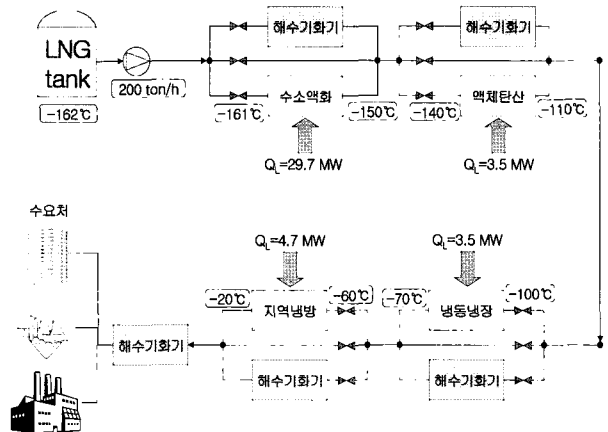 LNG
tank
-162℃
200 ton/h
해수기화기
수소액화
-161℃
-150℃
Q_L=29.7 MW
해수기화기
액체탄산
-140℃
-110℃
Q_L=3.5 MW
수요처
Q_L=4.7 MW
-20℃
지역냉방
-60℃
해수기화기
Q_L=3.5 MW
-70℃
냉동냉장
-100℃
해수기화기
해수기화기